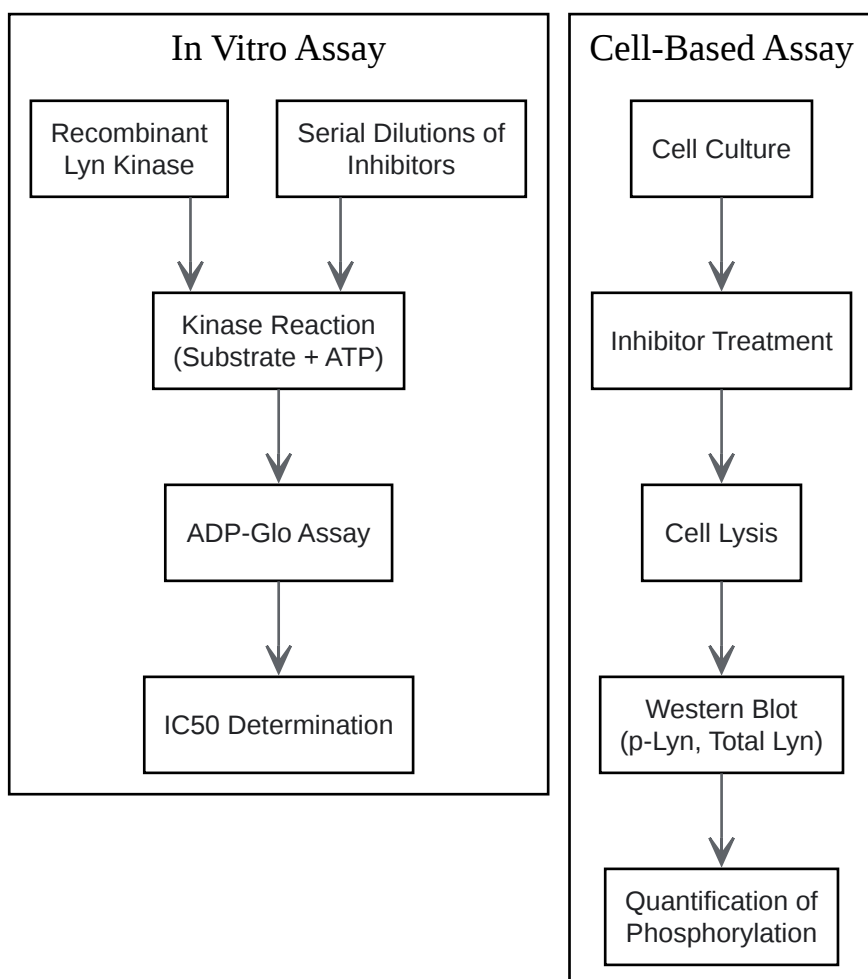 In Vitro Assay
Recombinant
Lyn Kinase
Serial Dilutions of
Inhibitors
Kinase Reaction
(Substrate + ATP)
ADP-Glo Assay
IC50 Determination
Cell-Based Assay
Cell Culture
Inhibitor Treatment
Cell Lysis
Western Blot
(p-Lyn, Total Lyn)
Quantification of
Phosphorylation